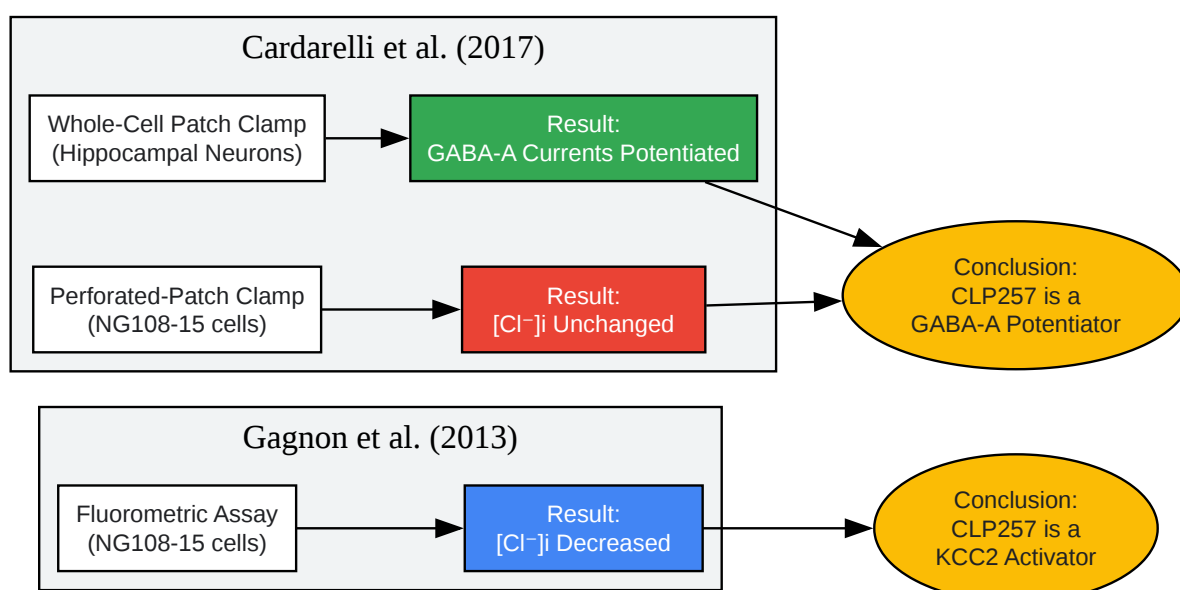 Cardarelli et al. (2017)
Whole-Cell Patch Clamp
(Hippocampal Neurons)
Result:
GABA-A Currents Potentiated
Perforated-Patch Clamp
(NG108-15 cells)
Result:
[Cl⁻]i Unchanged
Conclusion:
CLP257 is a
GABA-A Potentiator
Gagnon et al. (2013)
Fluorometric Assay
(NG108-15 cells)
Result:
[Cl⁻]i Decreased
Conclusion:
CLP257 is a
KCC2 Activator